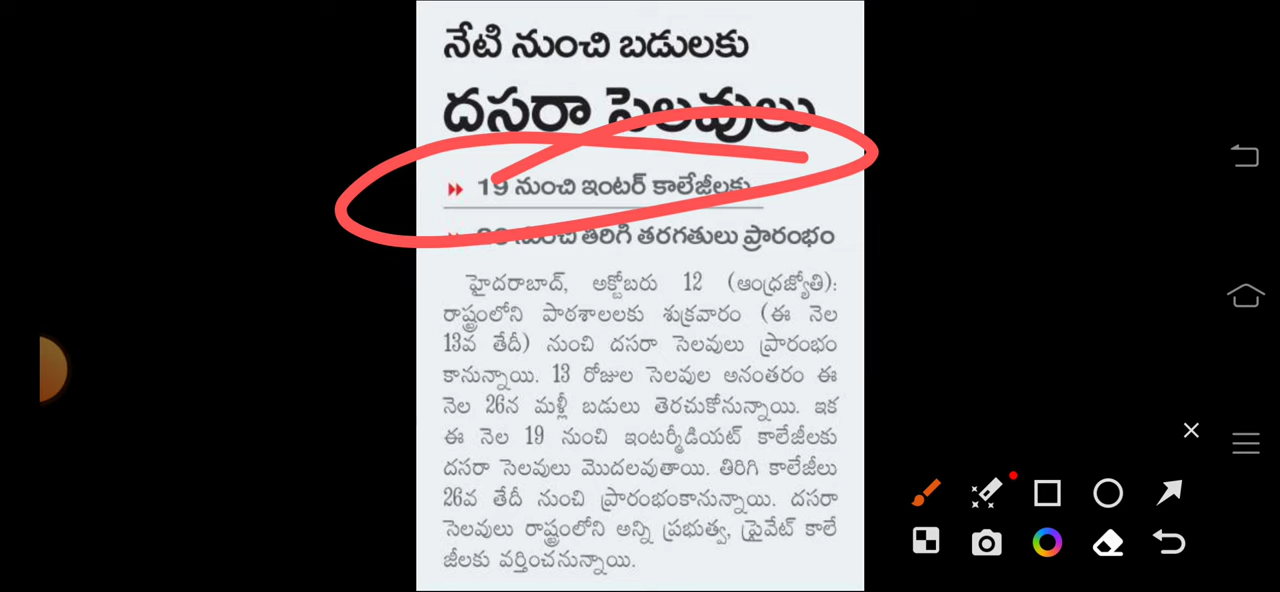 నేటి నుంచి బడులకు
దసరా సెలవులు
19 నుంచి ఇంటర్ కాలేజీలకు
నుంచి తిరిగి తరగతులు ప్రారంభం
హైదరాబాద్, అక్టోబరు 12 (ఆంధ్రజ్యోతి):
రాష్ట్రంలోని పాఠశాలలకు శుక్రవారం (ఈ నెల
13వ తేదీ) నుంచి దసరా సెలవులు ప్రారంభం
కానున్నాయి. 13 రోజుల సెలవుల అనంతరం ఈ
నెల 26న మళ్లీ బడులు తెరచుకోనున్నాయి. ఇక
ఈ నెల 19 నుంచి ఇంటర్మీడియట్ కాలేజీలకు
దసరా సెలవులు మొదలవుతాయి. తిరిగి కాలేజీలు
26వ తేదీ నుంచి ప్రారంభంకానున్నాయి. దసరా
సెలవులు రాష్ట్రంలోని అన్ని ప్రభుత్వ, ప్రైవేట్ కాలే
జీలకు వర్తించనున్నాయి.